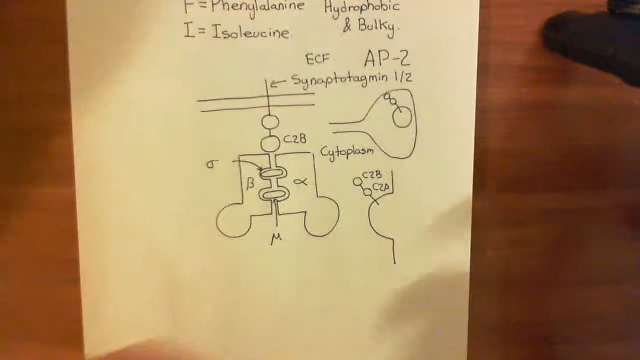 F = Phenylalanine Hydrophobic
I = Isoleucine & Bulky.
ECF AP-2
Synaptotagmin 1/2
C2B
Cytoplasm
σ
β α
C2B
C2A
M